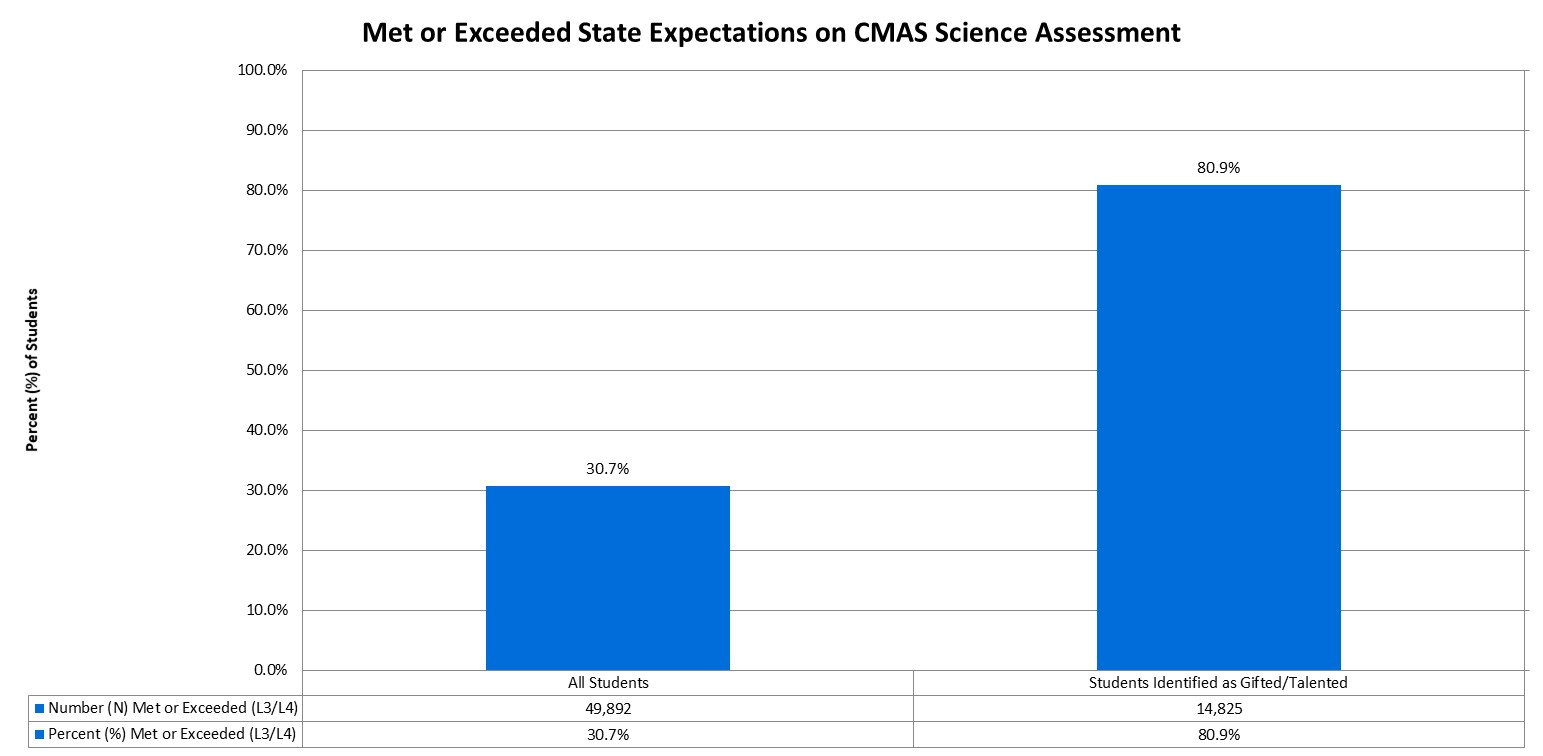 Met or Exceeded State Expectations on CMAS Science Assessment
100.0%
90.0%
80.9%
80.0%
70.0%
60.0%
Percent (%) of Students
50.0%
40.0%
30.7%
30.0%
20.0%
10.0%
0.0%
All Students Students Identified as Gifted/Talented
Number (N) Met or Exceeded (L3/L4) 49,892 14,825
Percent (%) Met or Exceeded (L3/L4) 30.7% 80.9%